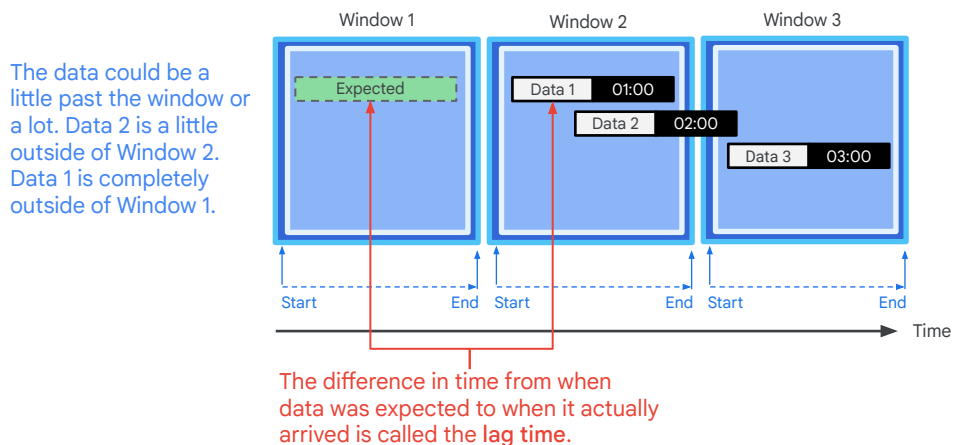 Window 1
Window 2
Window 3
The data could be a
little past the window or
a lot. Data 2 is a little
outside of Window 2.
Data 1 is completely
outside of Window 1.
Expected
Data 1 01:00
Data 2 02:00
Data 3 03:00
Start End
Start End
Start End
Time
The difference in time from when
data was expected to when it actually
arrived is called the lag time.